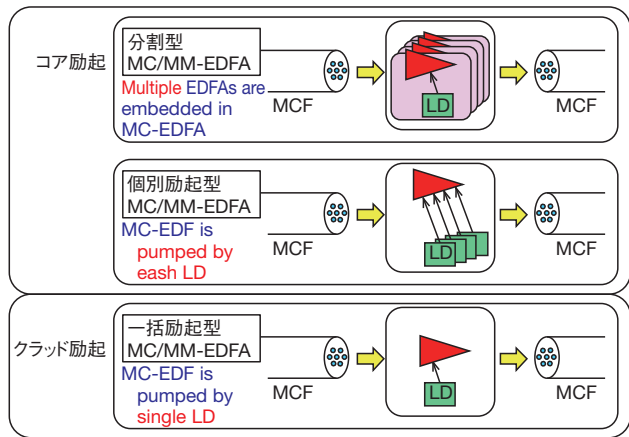 コア励起
分割型
MC/MM-EDFA
Multiple EDFAs are
embedded in
MC-EDFA
MCF
LD
MCF
個別励起型
MC/MM-EDFA
MC-EDF is
pumped by
eash LD
MCF
LD
MCF
クラッド励起
一括励起型
MC/MM-EDFA
MC-EDF is
pumped by
single LD
MCF
LD
MCF